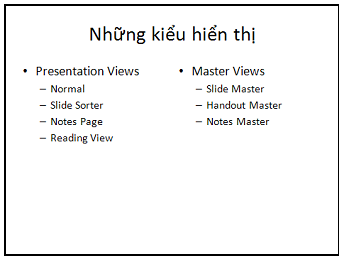 Những kiểu hiển thị
• Presentation Views
– Normal
– Slide Sorter
– Notes Page
– Reading View
• Master Views
– Slide Master
– Handout Master
– Notes Master